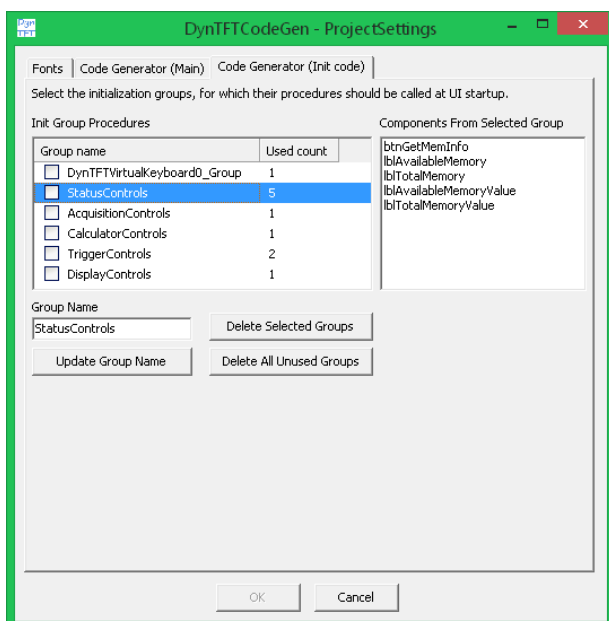 Dyn
TFT
DynTFTCodeGen - ProjectSettings
Fonts
Code Generator (Main)
Code Generator (Init code)
Select the initialization groups, for which their procedures should be called at UI startup.
Init Group Procedures
Components From Selected Group
Group name
Used count
DynTFTVirtualKeyboard0_Group 1
StatusControls 5
AcquisitionControls 1
CalculatorControls 1
TriggerControls 2
DisplayControls 1
btnGetMemInfo
lblAvailableMemory
lblTotalMemory
lblAvailableMemoryValue
lblTotalMemoryValue
Group Name
StatusControls
Delete Selected Groups
Update Group Name
Delete All Unused Groups
OK
Cancel